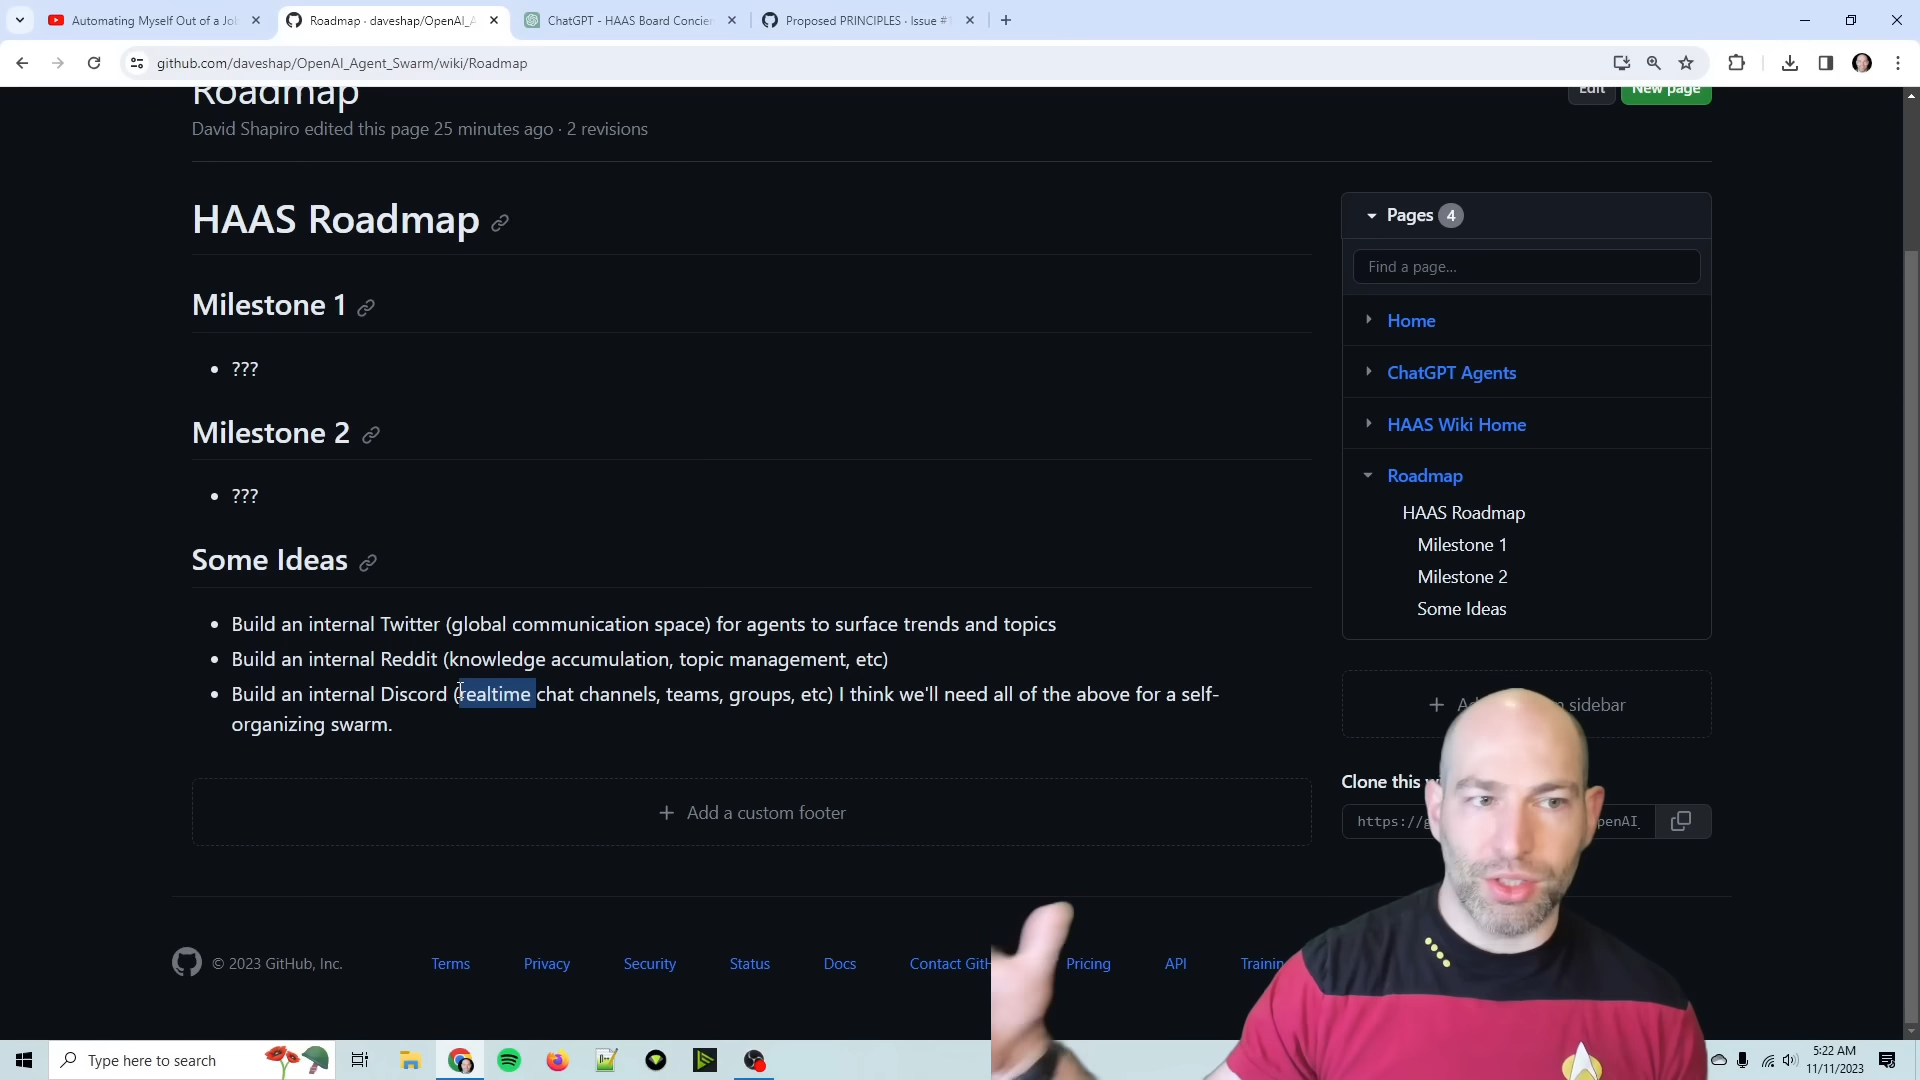 Automating Myself Out of a Jo
Roadmap · daveshap/OpenAI_A
ChatGPT - HAAS Board Concier
Proposed PRINCIPLES · Issue #
github.com/daveshap/OpenAI_Agent_Swarm/wiki/Roadmap
Roadmap
Edit
New page
David Shapiro edited this page 25 minutes ago · 2 revisions
HAAS Roadmap
Milestone 1
???
Milestone 2
???
Some Ideas
Build an internal Twitter (global communication space) for agents to surface trends and topics
Build an internal Reddit (knowledge accumulation, topic management, etc)
Build an internal Discord (realtime chat channels, teams, groups, etc) I think we'll need all of the above for a self-
organizing swarm.
Add a custom footer
Pages 4
Find a page...
Home
ChatGPT Agents
HAAS Wiki Home
Roadmap
HAAS Roadmap
Milestone 1
Milestone 2
Some Ideas
sidebar
Clone this
https://g
penAI_
© 2023 GitHub, Inc.
Terms
Privacy
Security
Status
Docs
Contact GitH
Pricing
API
Trainin
Type here to search
5:22 AM
11/11/2023